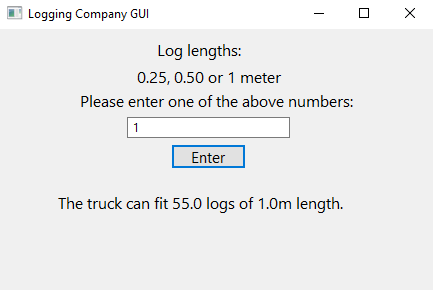 Logging Company GUI
Log lengths:
0.25, 0.50 or 1 meter
Please enter one of the above numbers:
1
Enter
The truck can fit 55.0 logs of 1.0m length.